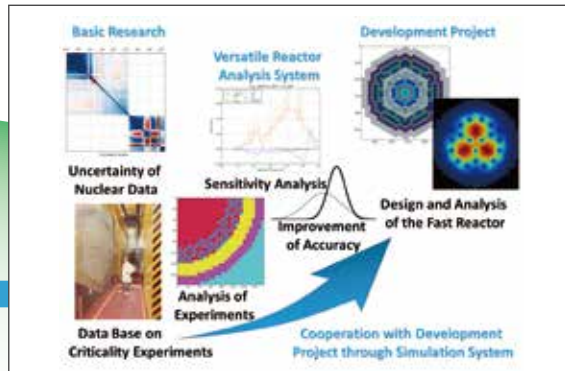 Basic Research
Development Project
Versatile Reactor
Analysis System
Uncertainty of
Nuclear Data
Sensitivity Analysis
Design and Analysis
of the Fast Reactor
Improvement
of Accuracy
Analysis of
Experiments
Data Base on
Criticality Experiments
Cooperation with Development
Project through Simulation System